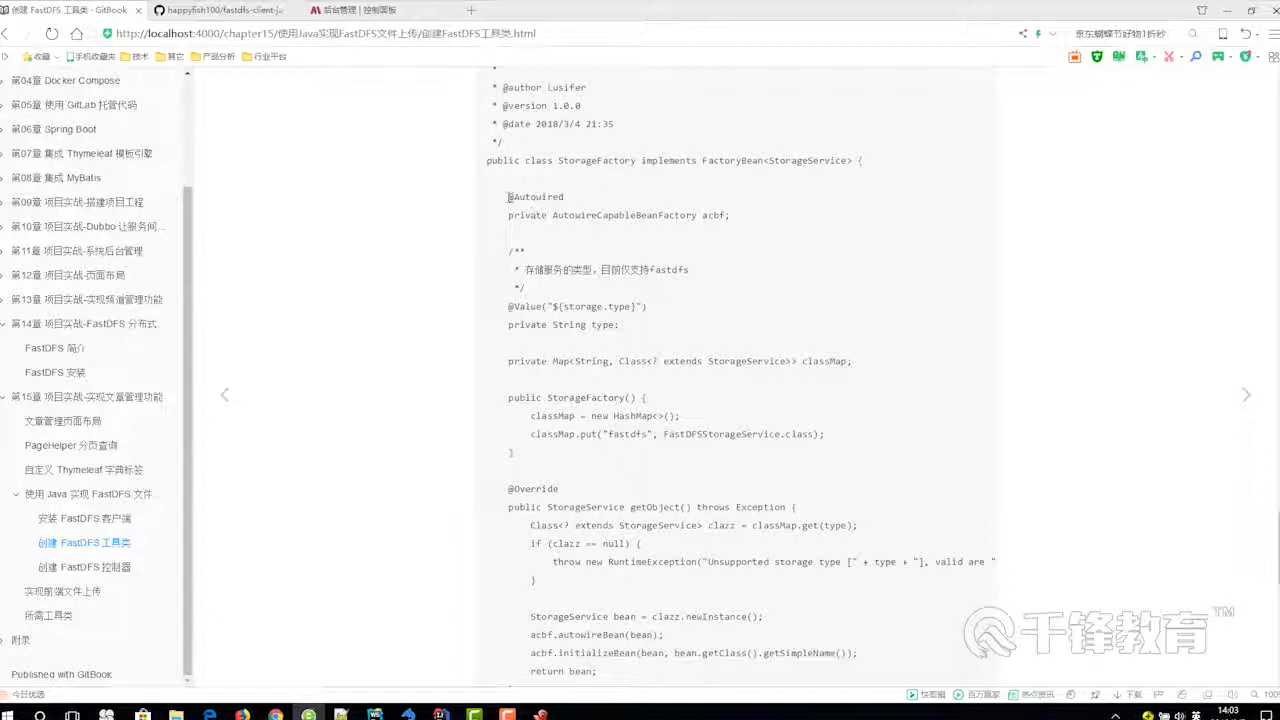 创建 FastDFS 工具类 · GitBook
happyfish100/fastdfs-client-ja
后台管理 | 控制面板
http://localhost:4000/chapter15/使用Java实现FastDFS文件上传/创建FastDFS工具类.html
京东蝴蝶节好物1折秒
收藏
手机收藏夹
技术
其它
产品分析
行业平台
第04章 Docker Compose
第05章 使用 GitLab 托管代码
第06章 Spring Boot
第07章 集成 Thymeleaf 模板引擎
第08章 集成 MyBatis
第09章 项目实战-搭建项目工程
第10章 项目实战-Dubbo 让服务间...
第11章 项目实战-系统后台管理
第12章 项目实战-页面布局
第13章 项目实战-实现频道管理功能
第14章 项目实战-FastDFS 分布式
FastDFS 简介
FastDFS 安装
第15章 项目实战-实现文章管理功能
文章管理页面布局
PageHelper 分页查询
自定义 Thymeleaf 字典标签
使用 Java 实现 FastDFS 文件...
安装 FastDFS 客户端
创建 FastDFS 工具类
创建 FastDFS 控制器
实现前端文件上传
所需工具类
附录
Published with GitBook
*
* @author Lusifer
* @version 1.0.0
* @date 2018/3/4 21:35
*/
public class StorageFactory implements FactoryBean<StorageService> {
@Autowired
private AutowireCapableBeanFactory acbf;
/**
* 存储服务的类型，目前仅支持fastdfs
*/
@Value("${storage.type}")
private String type;
private Map<String, Class<? extends StorageService>> classMap;
public StorageFactory() {
classMap = new HashMap<>();
classMap.put("fastdfs", FastDFSStorageService.class);
}
@Override
public StorageService getObject() throws Exception {
Class<? extends StorageService> clazz = classMap.get(type);
if (clazz == null) {
throw new RuntimeException("Unsupported storage type [" + type + "], valid are "
}
StorageService bean = clazz.newInstance();
acbf.autowireBean(bean);
acbf.initializeBean(bean, bean.getClass().getSimpleName());
return bean;
千锋教育™
今日优选
快剪辑
百万赢家
热点资讯
下载
100
英
14:03